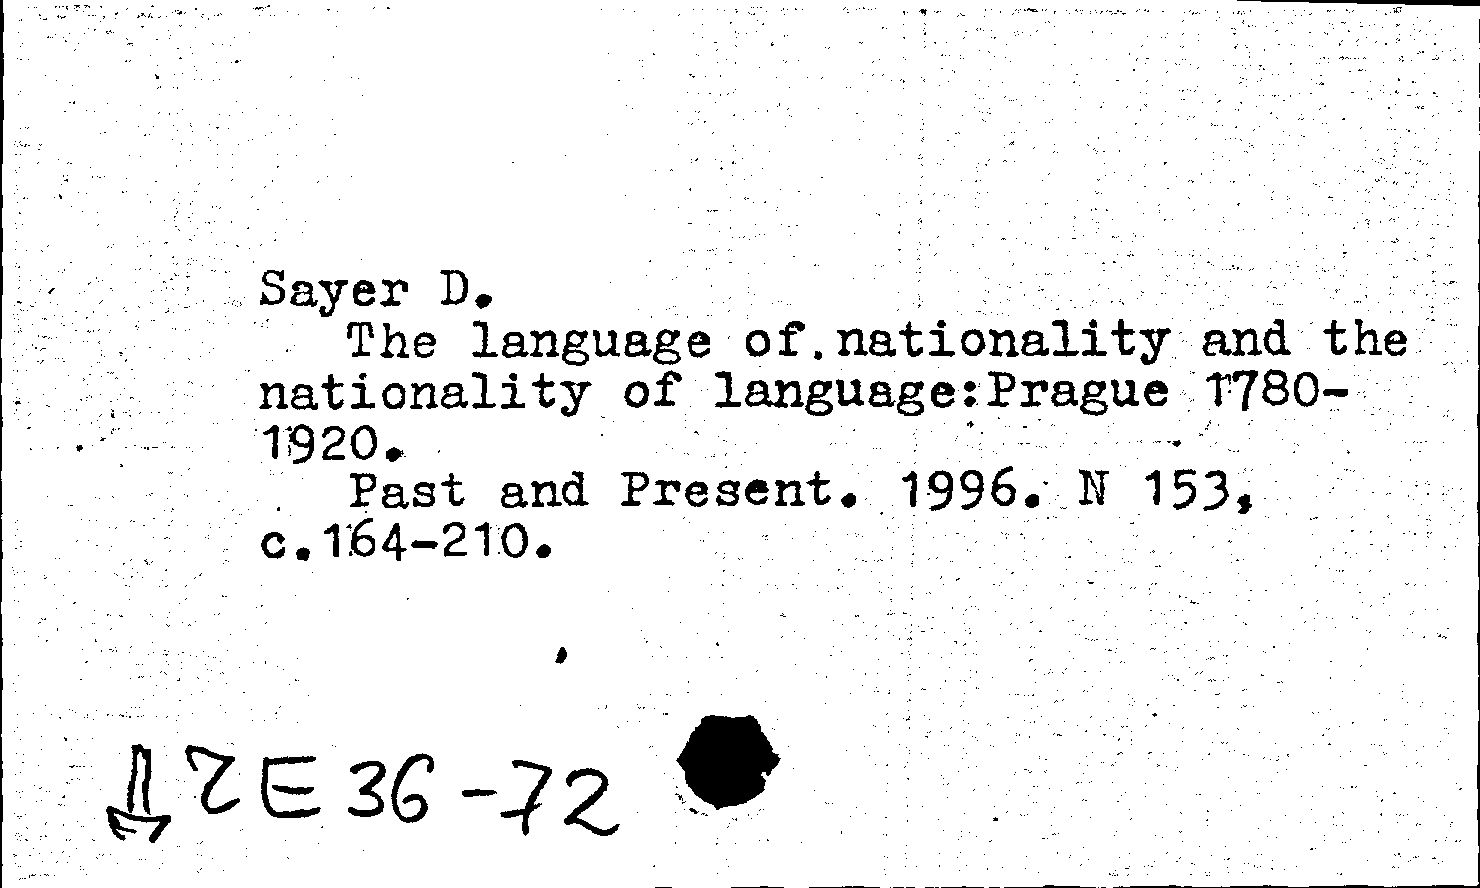 Sayer D.
The language of nationality and the
nationality of language:Prague 1780-
1920.
Past and Present. 1996. N 153,
c.164-210.
E 36-72